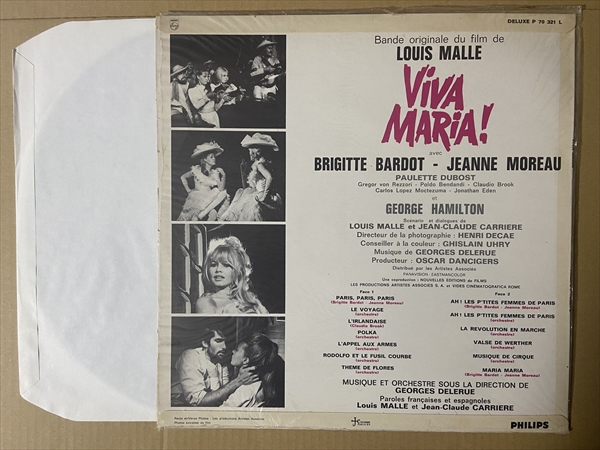 DELUXE P 70 321 L
Bande originale du film de
LOUIS MALLE
VIVA
MARIA!
avec
BRIGITTE BARDOT - JEANNE MOREAU
PAULETTE DUBOST
Gregor von Rezzori - Poldo Bendandi - Claudio Brook
Carlos Lopez Moctezuma - Jonathan Eden
et
GEORGE HAMILTON
Scénario et dialogues de
LOUIS MALLE et JEAN-CLAUDE CARRIERE
Directeur de la photographie : HENRI DECAE
Conseiller à la couleur : GHISLAIN UHRY
Musique de GEORGES DELERUE
Producteur : OSCAR DANCIGERS
Distribué par les Artistes Associés
PANAVISION - EASTMANCOLOR
Une coproduction : NOUVELLES EDITIONS de FILMS
LES PRODUCTIONS ARTISTES ASSOCIES S.A. et VIDES CINEMATOGRAFICA ROME
Face 1
PARIS, PARIS, PARIS
(Brigitte Bardot - Jeanne Moreau)
LE VOYAGE
(orchestre)
L'IRLANDAISE
(Claudio Brook)
POLKA
(orchestre)
L'APPEL AUX ARMES
(orchestre)
RODOLFO ET LE FUSIL COURBE
(orchestre)
THEME DE FLORES
(orchestre)
Face 2
AH ! LES P'TITES FEMMES DE PARIS
(Brigitte Bardot - Jeanne Moreau)
AH ! LES P'TITES FEMMES DE PARIS
(orchestre)
LA REVOLUTION EN MARCHE
(orchestre)
VALSE DE WERTHER
(orchestre)
MUSIQUE DE CIRQUE
(orchestre)
MARIA MARIA
(Brigitte Bardot - Jeanne Moreau)
MUSIQUE ET ORCHESTRE SOUS LA DIRECTION DE
GEORGES DELERUE
Paroles françaises et espagnoles
Louis MALLE et Jean-Claude CARRIERE
PHILIPS